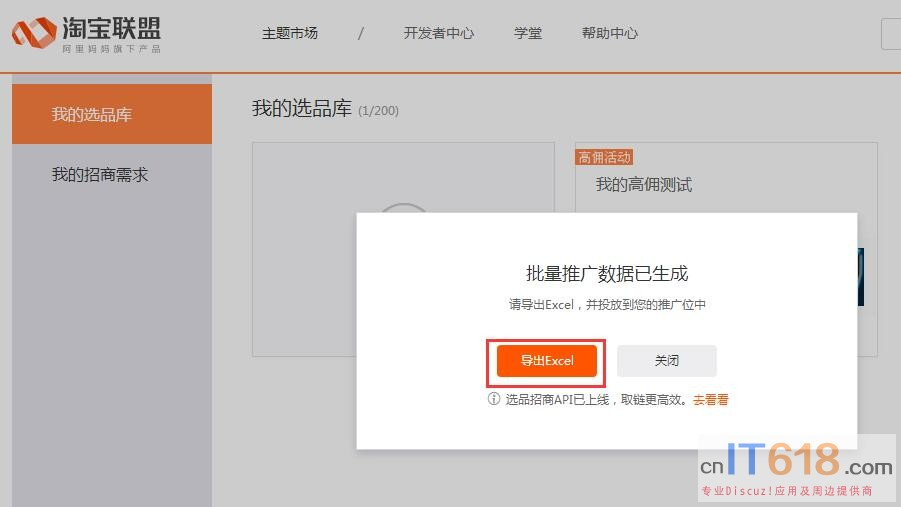 淘宝联盟
阿里妈妈旗下产品
主题市场 / 开发者中心 学堂 帮助中心
我的选品库
我的招商需求
我的选品库 (1/200)
高佣活动
我的高佣测试
批量推广数据已生成
请导出Excel，并投放到您的推广位中
导出Excel 关闭
选品招商API已上线，取链更高效。去看看
cnIT618.com
专业Discuz!应用及周边提供商